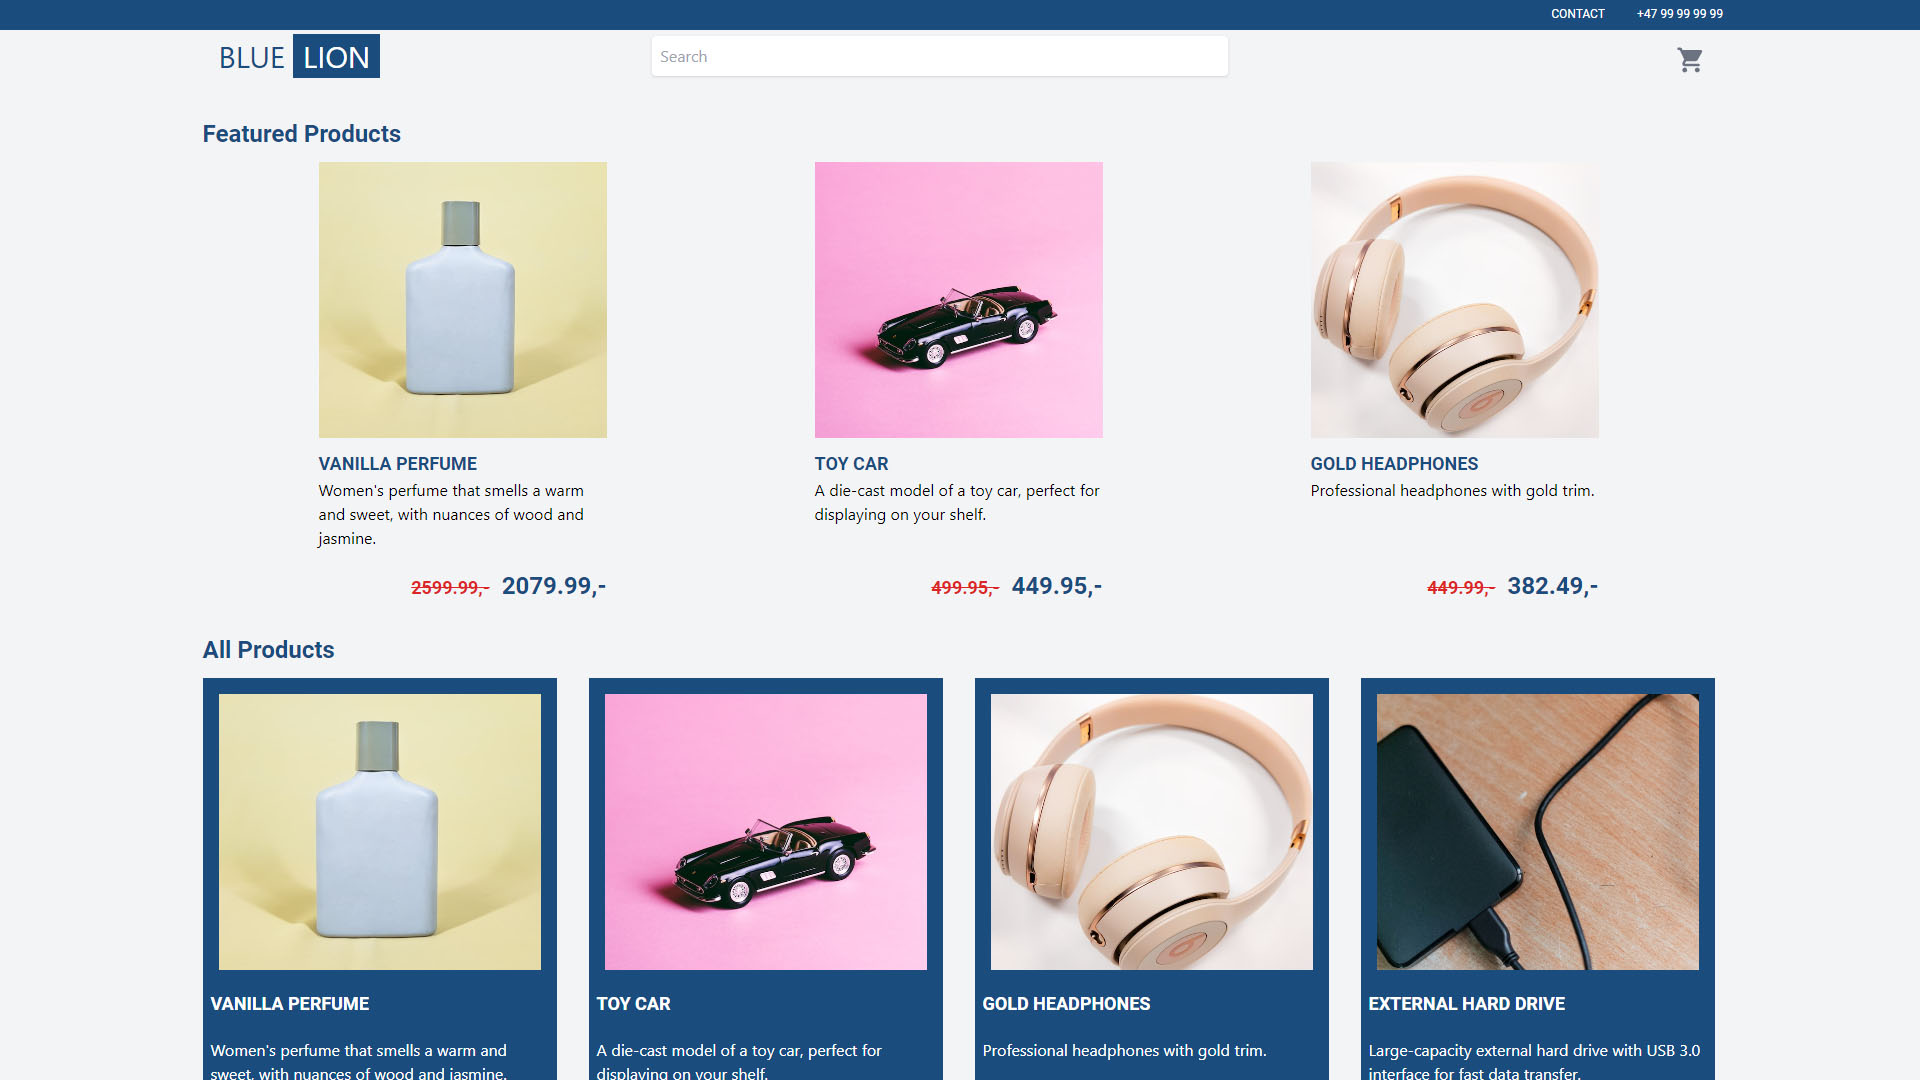 CONTACT +47 99 99 99 99
BLUE LION Search
Featured Products
VANILLA PERFUME
Women's perfume that smells a warm
and sweet, with nuances of wood and
jasmine.
2599.99,- 2079.99,-
TOY CAR
A die-cast model of a toy car, perfect for
displaying on your shelf.
499.95,- 449.95,-
GOLD HEADPHONES
Professional headphones with gold trim.
449.99,- 382.49,-
All Products
VANILLA PERFUME
Women's perfume that smells a warm and
sweet, with nuances of wood and jasmine.
TOY CAR
A die-cast model of a toy car, perfect for
displaying on your shelf.
GOLD HEADPHONES
Professional headphones with gold trim.
EXTERNAL HARD DRIVE
Large-capacity external hard drive with USB 3.0
interface for fast data transfer.